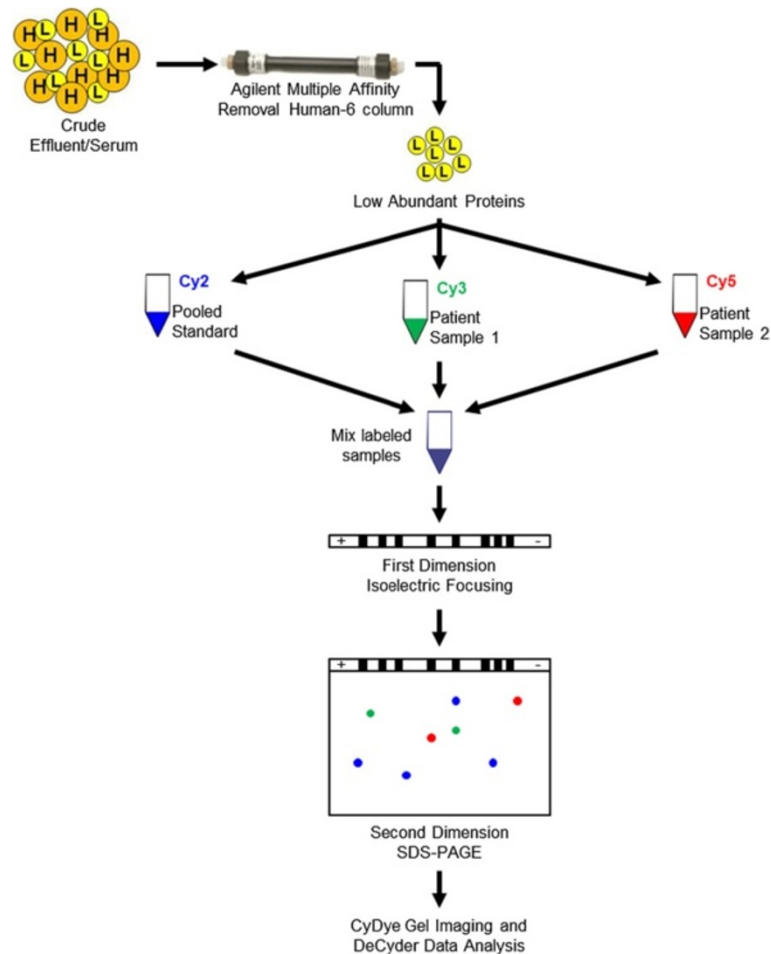 H L H L H
L H L L H
H L H H
H L
Crude
Effluent/Serum
Agilent Multiple Affinity
Removal Human-6 column
L
L L
L L
L L
Low Abundant Proteins
Cy2
Pooled
Standard
Cy3
Patient
Sample 1
Cy5
Patient
Sample 2
Mix labeled
samples
+ -
First Dimension
Isoelectric Focusing
+ -
Second Dimension
SDS-PAGE
CyDye Gel Imaging and
DeCyder Data Analysis